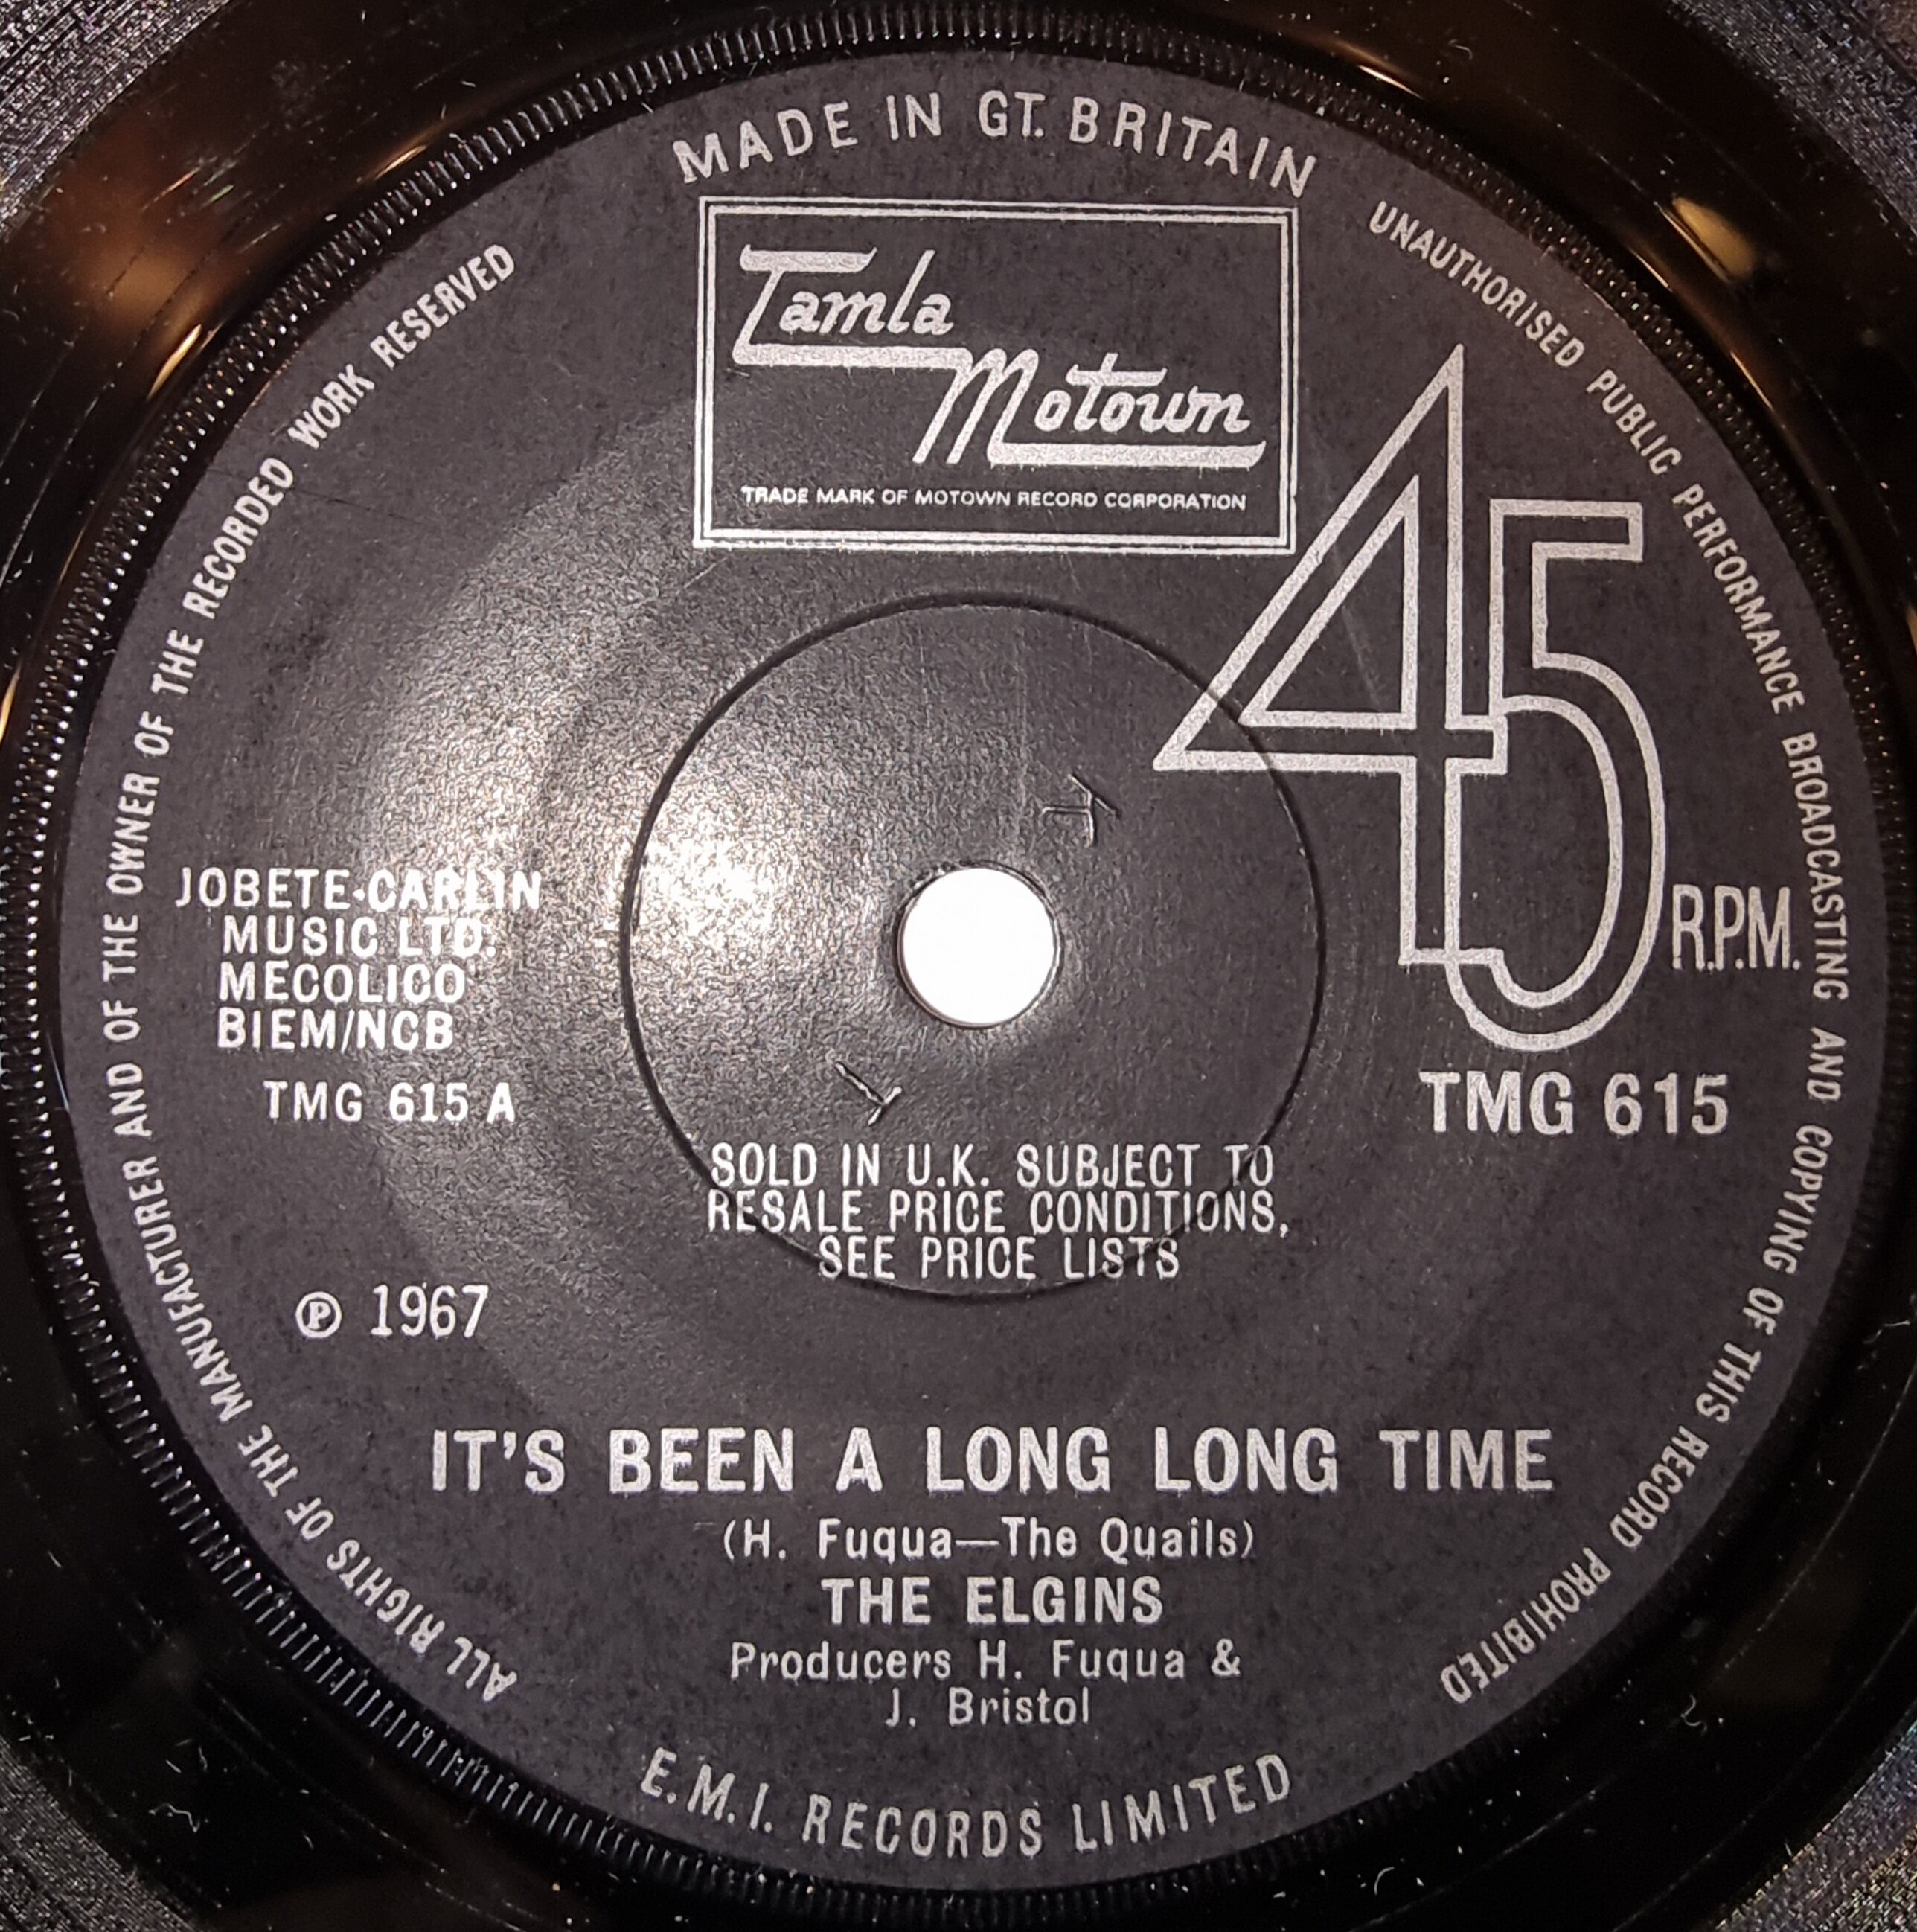 MADE IN GT. BRITAIN
Tamla
Motown
TRADE MARK OF MOTOWN RECORD CORPORATION
45
R.P.M.
JOBETE-CARLIN
MUSIC LTD.
MECOLICO
BIEM/NCB
TMG 615 A
TMG 615
SOLD IN U.K. SUBJECT TO
RESALE PRICE CONDITIONS,
SEE PRICE LISTS
℗ 1967
IT'S BEEN A LONG LONG TIME
(H. Fuqua—The Quails)
THE ELGINS
Producers H. Fuqua &
J. Bristol
E.M.I. RECORDS LIMITED
ALL RIGHTS OF THE MANUFACTURER AND OF THE OWNER OF THE RECORDED WORK RESERVED
UNAUTHORISED PUBLIC PERFORMANCE BROADCASTING AND COPYING OF THIS RECORD PROHIBITED